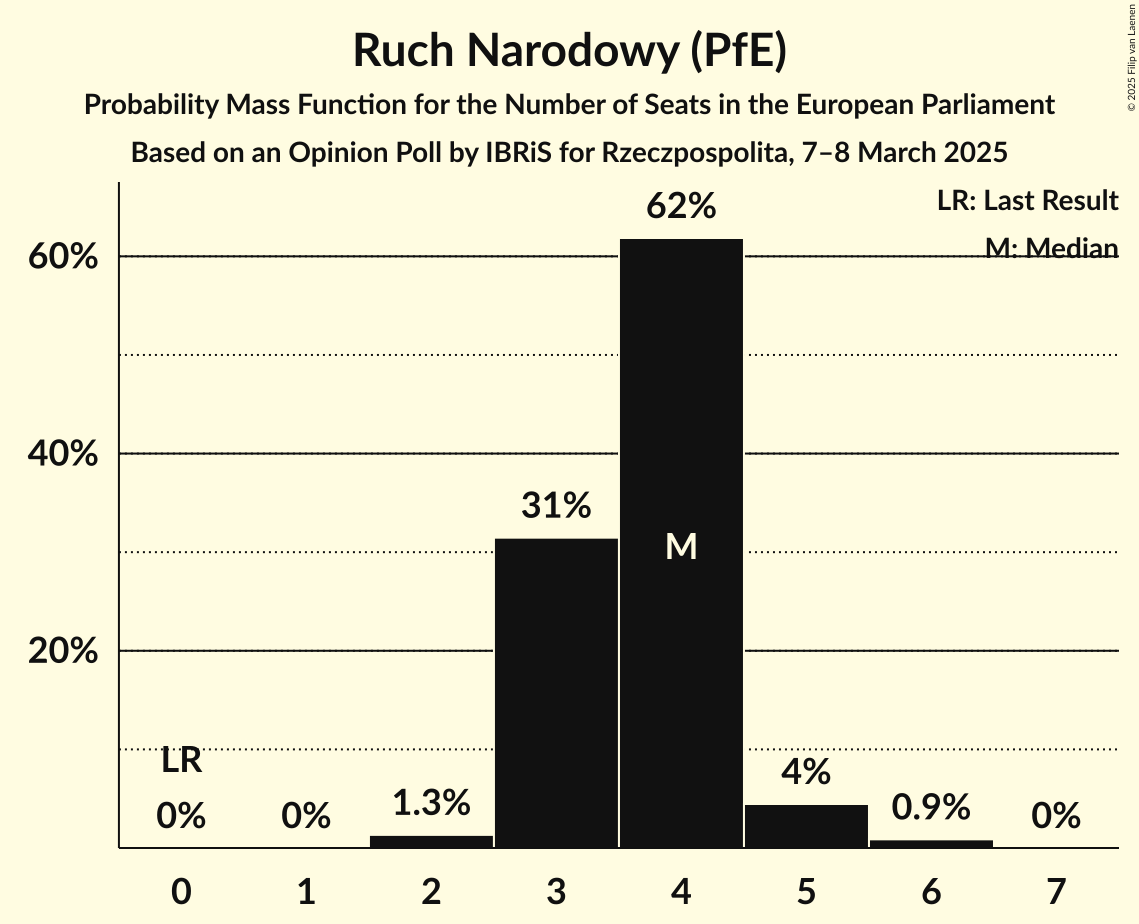 Ruch Narodowy (PfE)
Probability Mass Function for the Number of Seats in the European Parliament
Based on an Opinion Poll by IBRiS for Rzeczpospolita, 7–8 March 2025
© 2025 Filip van Laenen
LR: Last Result
M: Median
60%
40%
20%
62%
31%
M
LR
0%
0%
1.3%
4%
0.9%
0%
0 1 2 3 4 5 6 7